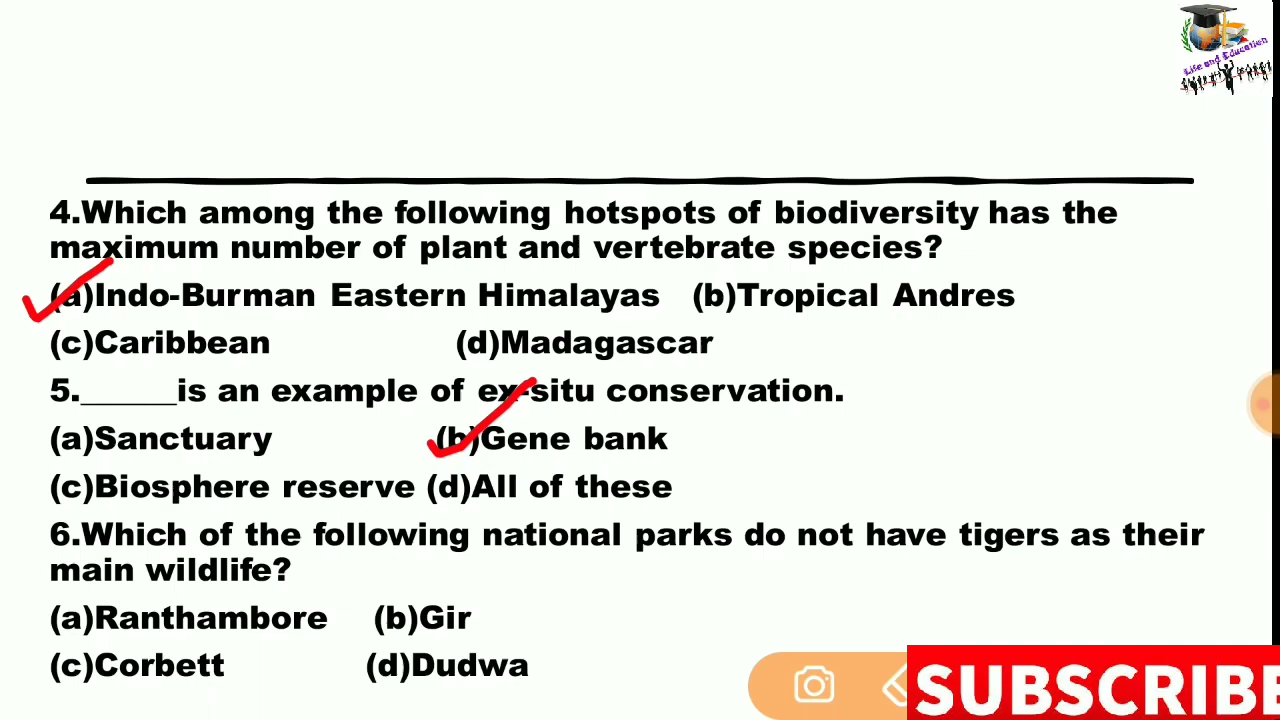 Life and Education
4.Which among the following hotspots of biodiversity has the
maximum number of plant and vertebrate species?
(a)Indo-Burman Eastern Himalayas (b)Tropical Andres
(c)Caribbean (d)Madagascar
5.______is an example of ex-situ conservation.
(a)Sanctuary (b)Gene bank
(c)Biosphere reserve (d)All of these
6.Which of the following national parks do not have tigers as their
main wildlife?
(a)Ranthambore (b)Gir
(c)Corbett (d)Dudwa
SUBSCRIBE